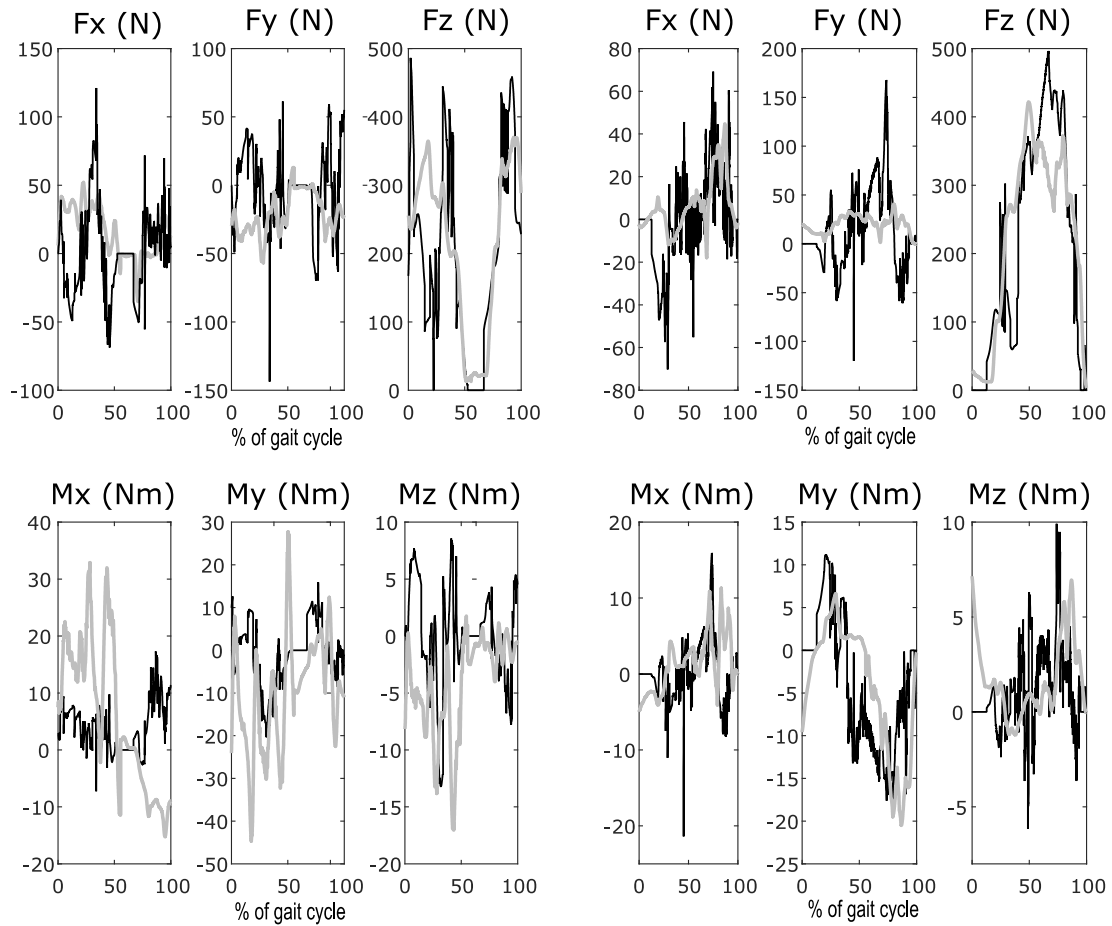 Fx (N) Fy (N) Fz (N) Fx (N) Fy (N) Fz (N)
150 100 500 80 200 500
60 150
100 50 400 40 100 400
50 0 300 20 50 300
0
0 -50 200 -20 0 200
-50
-50 -100 100 -40 -100 100
-60
-100 -150 0 -80 -150 0
0 50 100 0 50 100 0 50 100 0 50 100 0 50 100 0 50 100
% of gait cycle % of gait cycle
Mx (Nm) My (Nm) Mz (Nm) Mx (Nm) My (Nm) Mz (Nm)
40 30 10 20 15 10
30 20 10
10 5 10 5
20 0 0 5
0 0
10 -10 -5 0 -5
-20
0 -30 -10 -10 -10 0
-15
-10 -40 -15 -20 -20 -5
-20 -50 -20 -25
0 50 100 0 50 100 0 50 100 0 50 100 0 50 100 0 50 100
% of gait cycle % of gait cycle